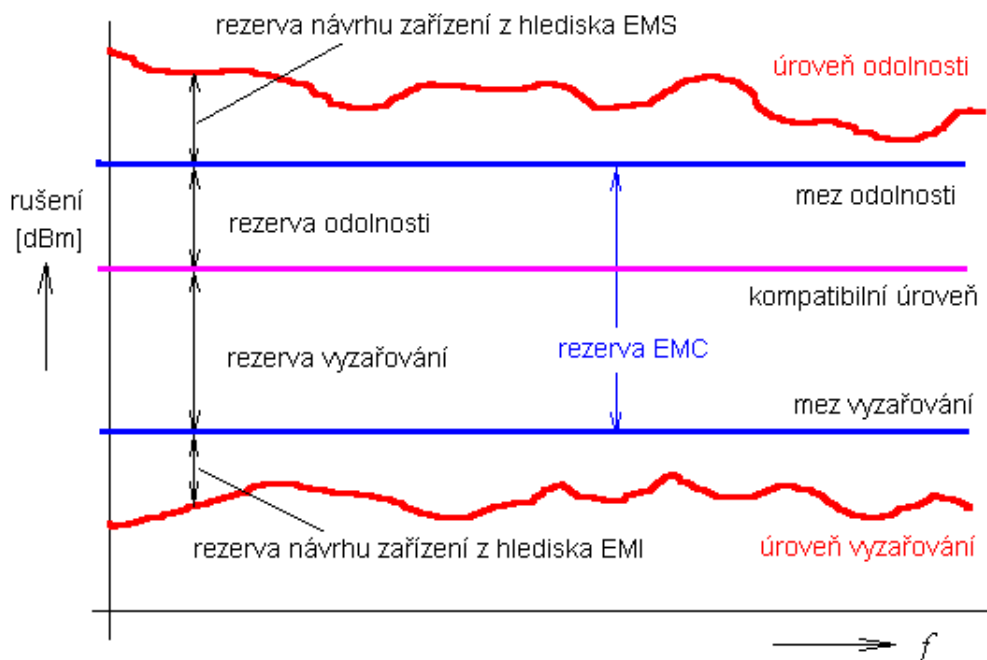 rezerva návrhu zařízení z hlediska EMS
úroveň odolnosti
mez odolnosti
rušení
[dBm]
rezerva odolnosti
kompatibilní úroveň
rezerva vyzařování
rezerva EMC
mez vyzařování
rezerva návrhu zařízení z hlediska EMI
úroveň vyzařování
f